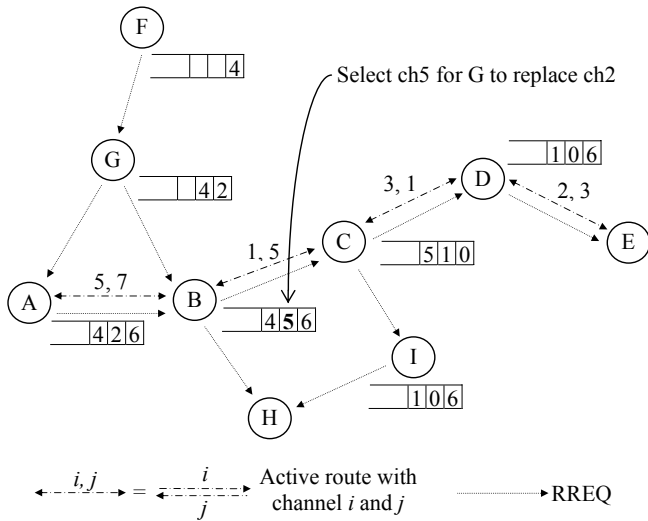 F
4
Select ch5 for G to replace ch2
G
4 2
D
1 0 6
3, 1
2, 3
C
E
5 1 0
1, 5
5, 7
A
B
4 2 6
4 5 6
I
1 0 6
H
i, j = i j Active route with
channel i and j
RREQ